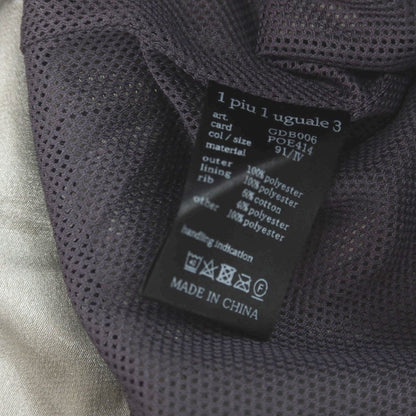 1 piu 1 uguale 3
art. GDB006
card POE414
col / size 91/IV
material
outer 100% polyester
lining 100% polyester
rib 60% cotton
40% polyester
other 100% polyester
handling indication
MADE IN CHINA